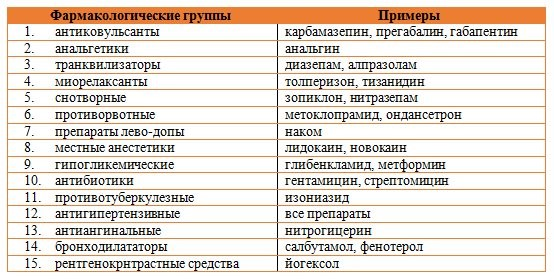 Фармакологические группы Примеры
1. антиковульсанты карбамазепин, прегабалин, габапентин
2. анальгетики анальгин
3. транквилизаторы диазепам, алпразолам
4. миорелаксанты толперизон, тизанидин
5. снотворные зопиклон, нитразепам
6. противорвотные метоклопрамид, ондансетрон
7. препараты лево-допы наком
8. местные анестетики лидокаин, новокаин
9. гипогликемические глибенкламид, метформин
10. антибиотики гентамицин, стрептомицин
11. противотуберкулезные изониазид
12. антигипертензивные все препараты
13. антиангинальные нитроглицерин
14. бронходилататоры салбутамол, фенотерол
15. рентгенокрнтрастные средства йогексол